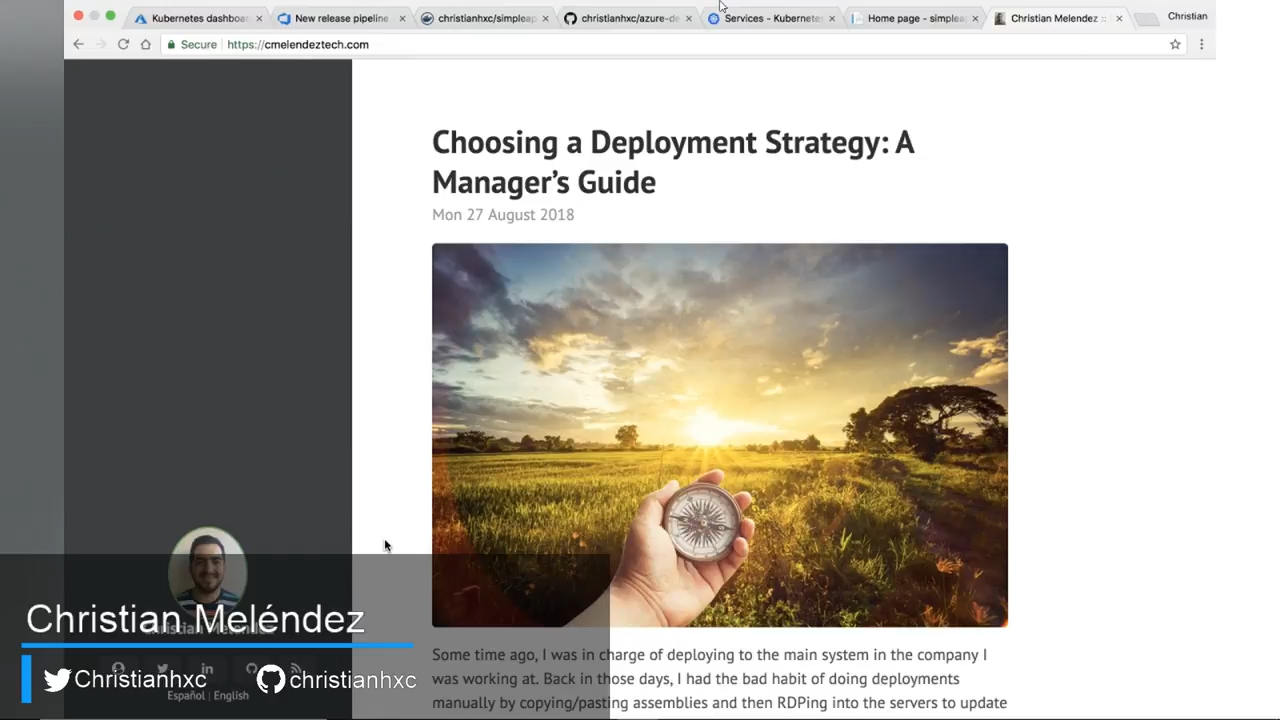 Kubernetes dashboa
New release pipeline
christianhxc/simpleap
christianhxc/azure-de
Services - Kubernetes
Home page - simplea
Christian Melendez ::
Christian
Secure
https://cmelendeztech.com
Choosing a Deployment Strategy: A
Manager's Guide
Mon 27 August 2018
Some time ago, I was in charge of deploying to the main system in the company I
was working at. Back in those days, I had the bad habit of doing deployments
manually by copying/pasting assemblies and then RDPing into the servers to update
Christian Meléndez
Christianhxc
christianhxc
Español | English